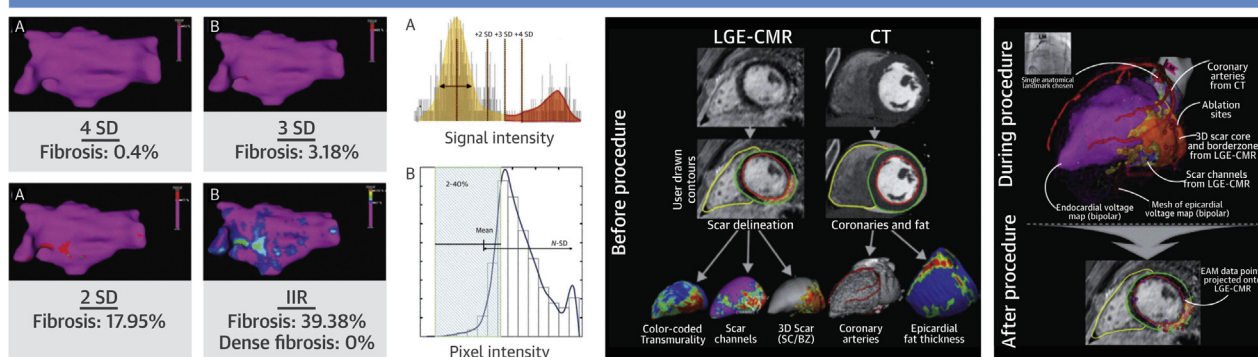 A
4 SD
Fibrosis: 0.4%
B
3 SD
Fibrosis: 3.18%
A
2 SD
Fibrosis: 17.95%
B
IIR
Fibrosis: 39.38%
Dense fibrosis: 0%
A
+2 SD
+3 SD
+4 SD
Signal intensity
B
2-40%
Mean
N-SD
Pixel intensity
Before procedure
LGE-CMR
CT
User drawn
contours
Scar delineation
Coronaries and fat
Color-coded
Transmurality
Scar
channels
3D Scar
(SC/BZ)
Coronary
arteries
Epicardial
fat thickness
During procedure
LM
Single anatomical
landmark chosen
Coronary
arteries
from CT
Ablation
sites
3D scar core
and borderzone
from LGE-CMR
Scar channels
from LGE-CMR
Endocardial voltage
map (bipolar)
Mesh of epicardial
voltage map (bipolar)
After procedure
EAM data point
projected onto
LGE-CMR